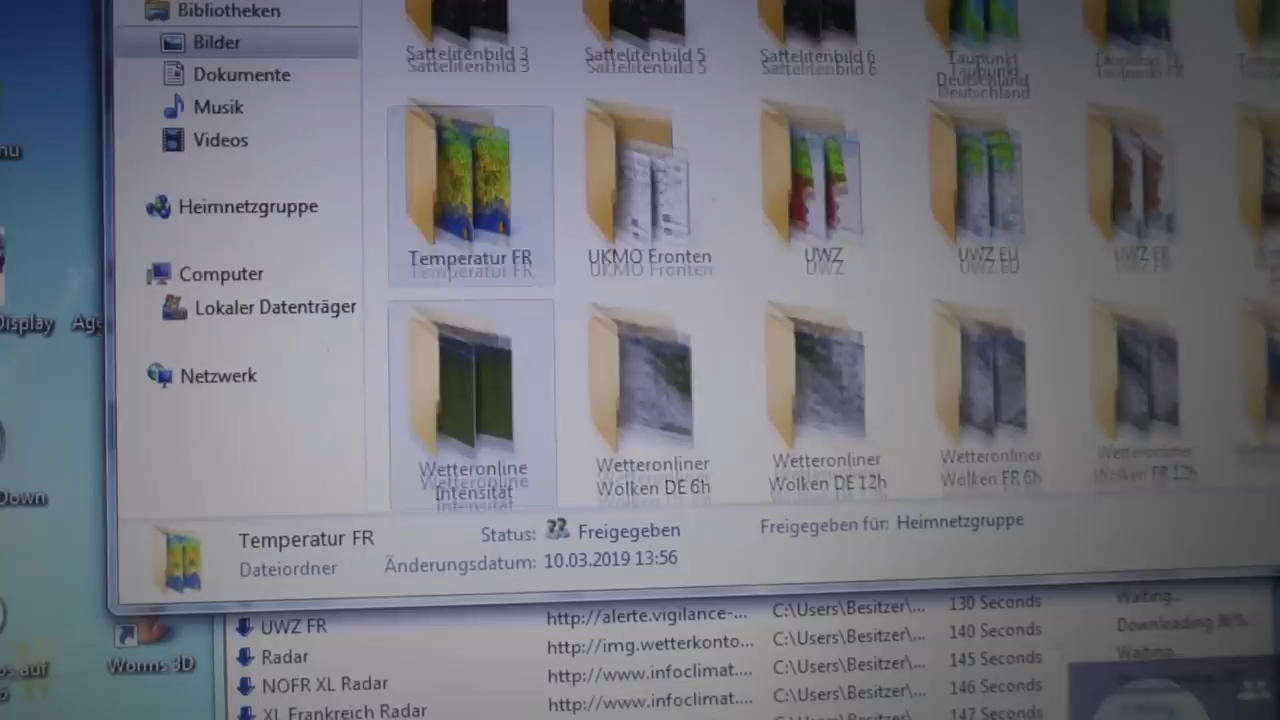 Bibliotheken
Bilder
Dokumente
Musik
Videos
Heimnetzgruppe
Computer
Lokaler Datenträger
Netzwerk
Sattelitenbild 3
Sattelitenbild 5
Sattelitenbild 6
Taupunkt
Deutschland
Temperatur FR
UKMO Fronten
UWZ
UWZ EU
UWZ FR
Wetteronline
Intensität
Wetteronliner
Wolken DE 6h
Wetteronliner
Wolken DE 12h
Wetteronliner
Wolken FR 6h
Wetteronliner
Wolken FR 12h
Temperatur FR
Dateiordner
Status: Freigegeben
Änderungsdatum: 10.03.2019 13:56
Freigegeben für: Heimnetzgruppe
Display
Down
auf
Worms 3D
http://alerte.vigilance-... C:\Users\Besitzer\... 130 Seconds Waiting...
UWZ FR http://img.wetterkonto... C:\Users\Besitzer\... 140 Seconds Downloading 36%
Radar http://www.infoclimat.... C:\Users\Besitzer\... 145 Seconds Waiting...
NOFR XL Radar http://www.infoclimat.... C:\Users\Besitzer\... 146 Seconds
XL Frankreich Radar 147 Seconds